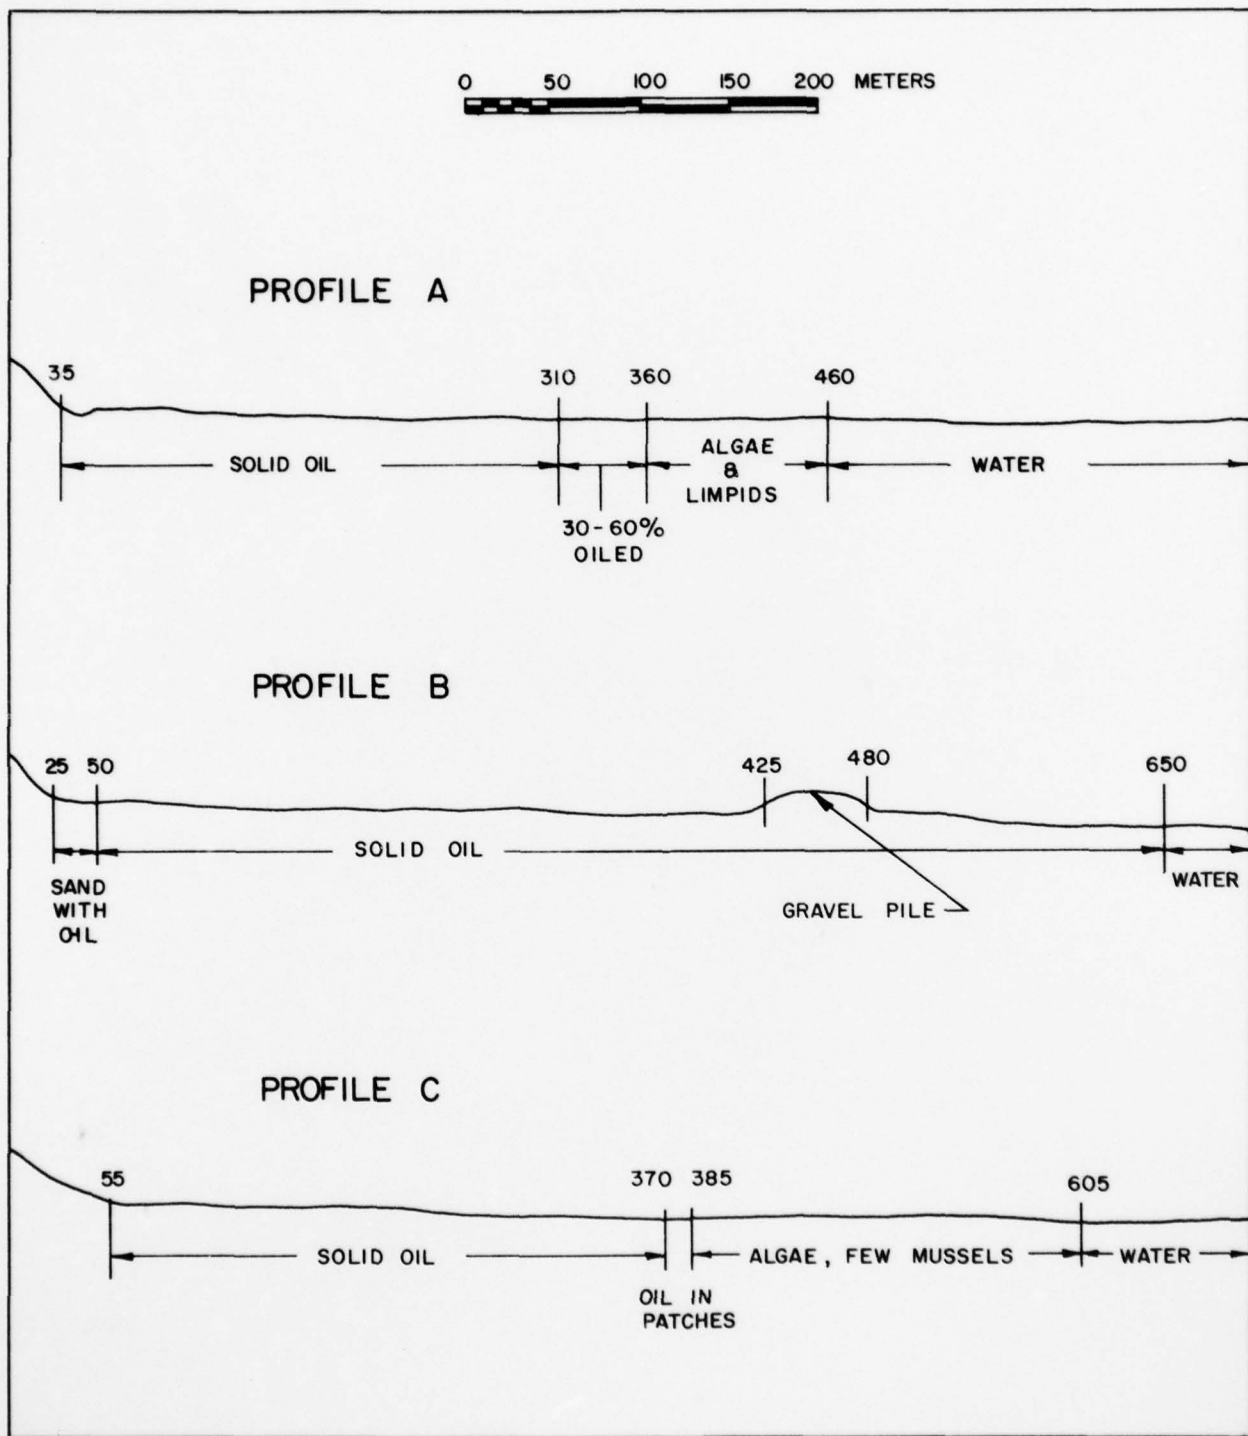 0 50 100 150 200 METERS
PROFILE A
35 310 360 460
SOLID OIL
ALGAE
&
LIMPIDS
WATER
30-60%
OILED
PROFILE B
25 50 425 480 650
SOLID OIL
SAND
WITH
OIL
GRAVEL PILE
WATER
PROFILE C
55 370 385 605
SOLID OIL
ALGAE, FEW MUSSELS
WATER
OIL IN
PATCHES